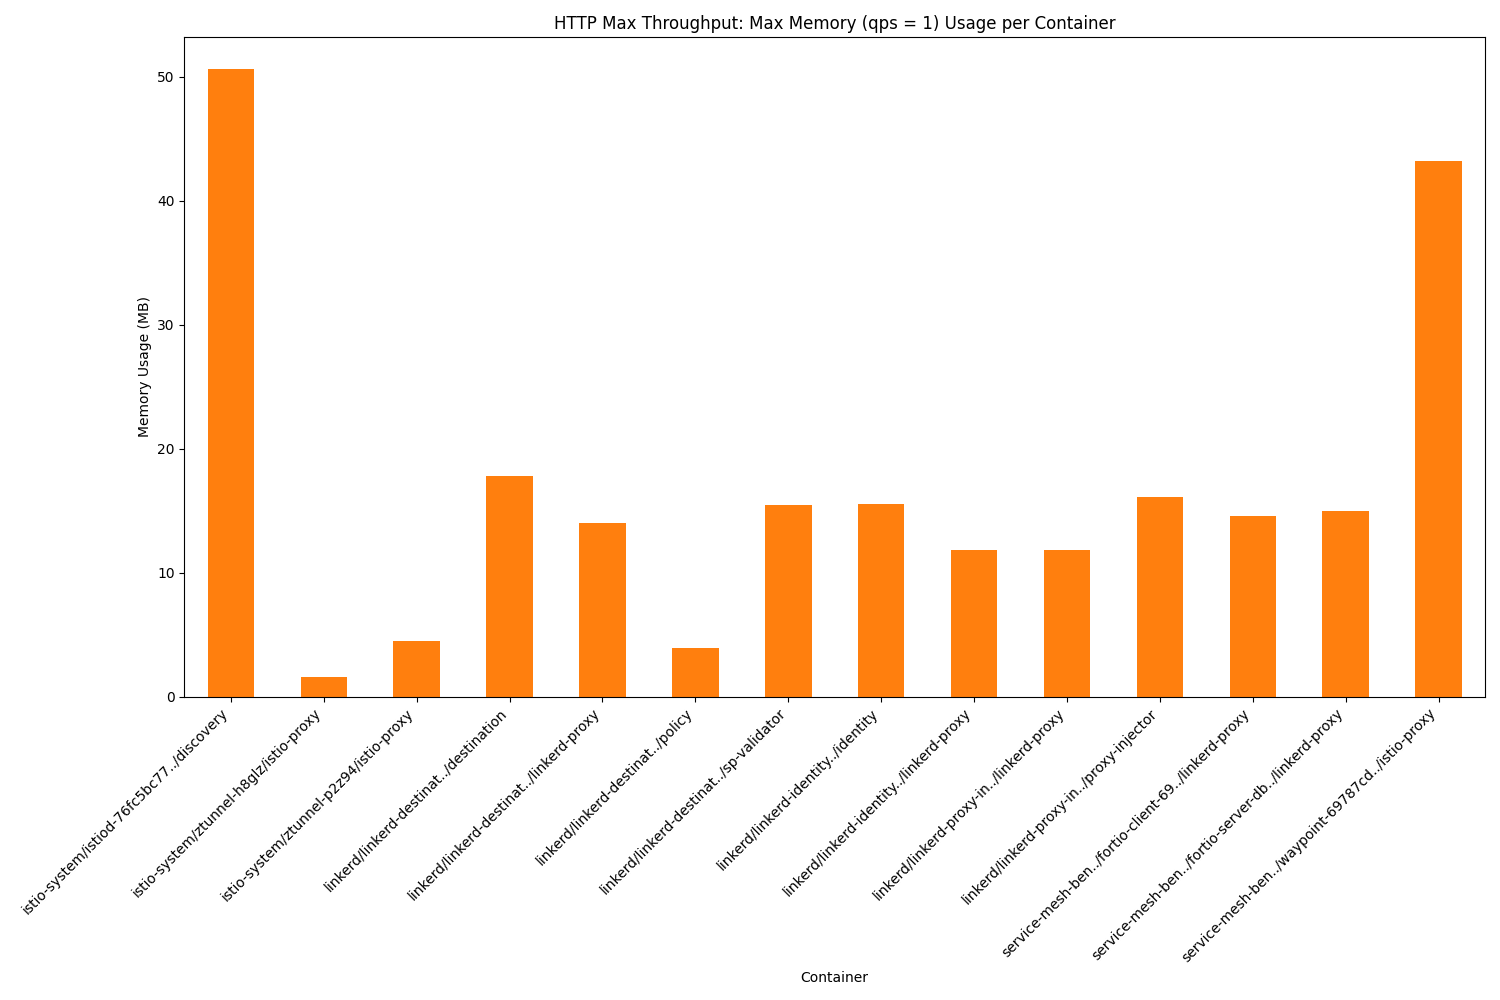 HTTP Max Throughput: Max Memory (qps = 1) Usage per Container
Memory Usage (MB)
50
40
30
20
10
0
istio-system/istiod-76fc5bc77../discovery
istio-system/ztunnel-h8glz/istio-proxy
istio-system/ztunnel-p2z94/istio-proxy
linkerd/linkerd-destinat../destination
linkerd/linkerd-destinat../linkerd-proxy
linkerd/linkerd-destinat../policy
linkerd/linkerd-destinat../sp-validator
linkerd/linkerd-identity../identity
linkerd/linkerd-identity../linkerd-proxy
linkerd/linkerd-proxy-in../linkerd-proxy
linkerd/linkerd-proxy-in../proxy-injector
service-mesh-ben../fortio-client-69../linkerd-proxy
service-mesh-ben../fortio-server-db../linkerd-proxy
service-mesh-ben../waypoint-69787cd../istio-proxy
Container